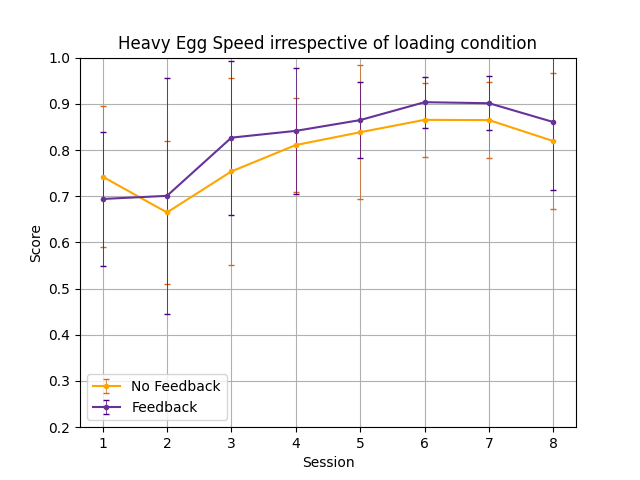 Heavy Egg Speed irrespective of loading condition
Score
1.0
0.9
0.8
0.7
0.6
0.5
0.4
0.3
0.2
No Feedback
Feedback
1 2 3 4 5 6 7 8
Session